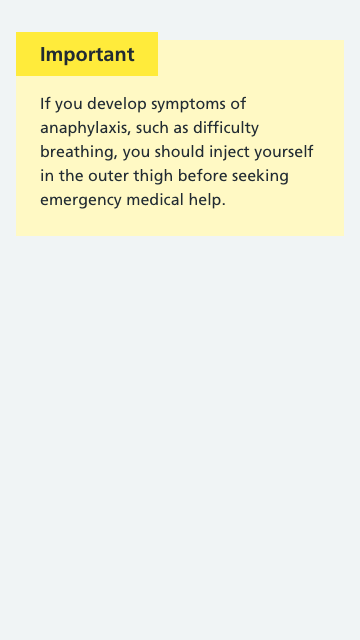 Important
If you develop symptoms of
anaphylaxis, such as difficulty
breathing, you should inject yourself
in the outer thigh before seeking
emergency medical help.